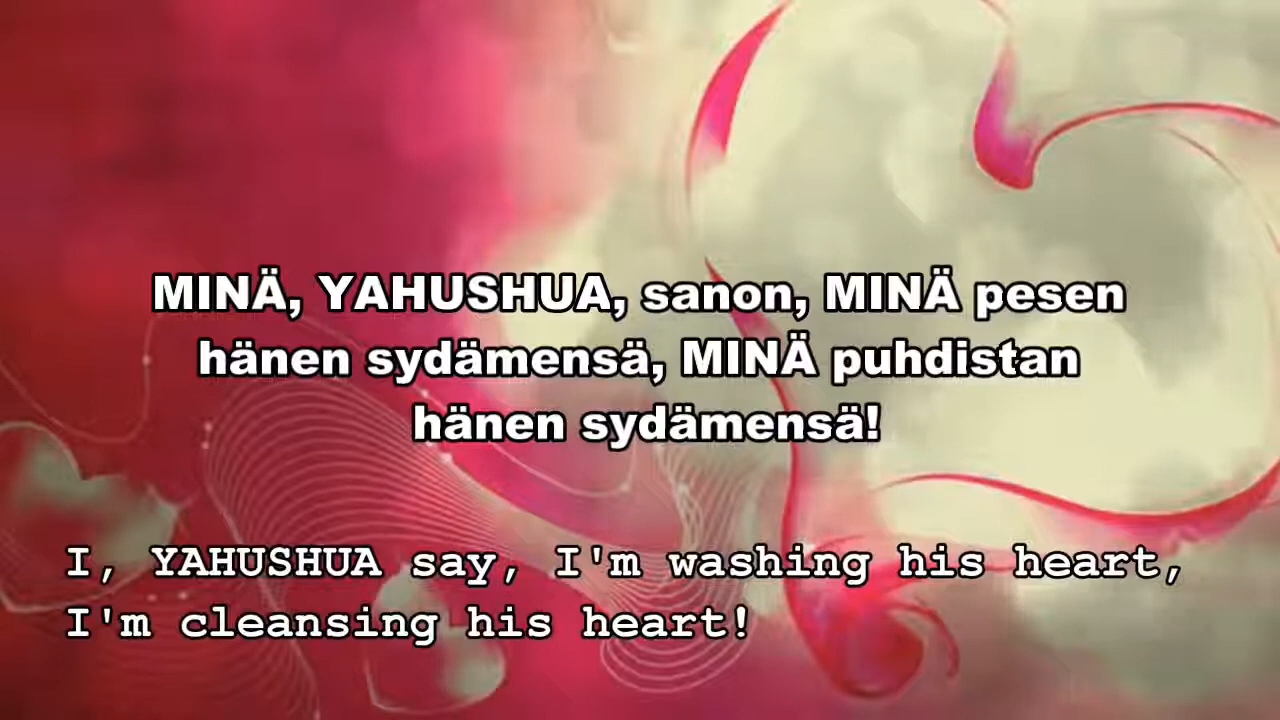 MINÄ, YAHUSHUA, sanon, MINÄ pesen
hänen sydämensä, MINÄ puhdistan
hänen sydämensä!
I, YAHUSHUA say, I'm washing his heart,
I'm cleansing his heart!